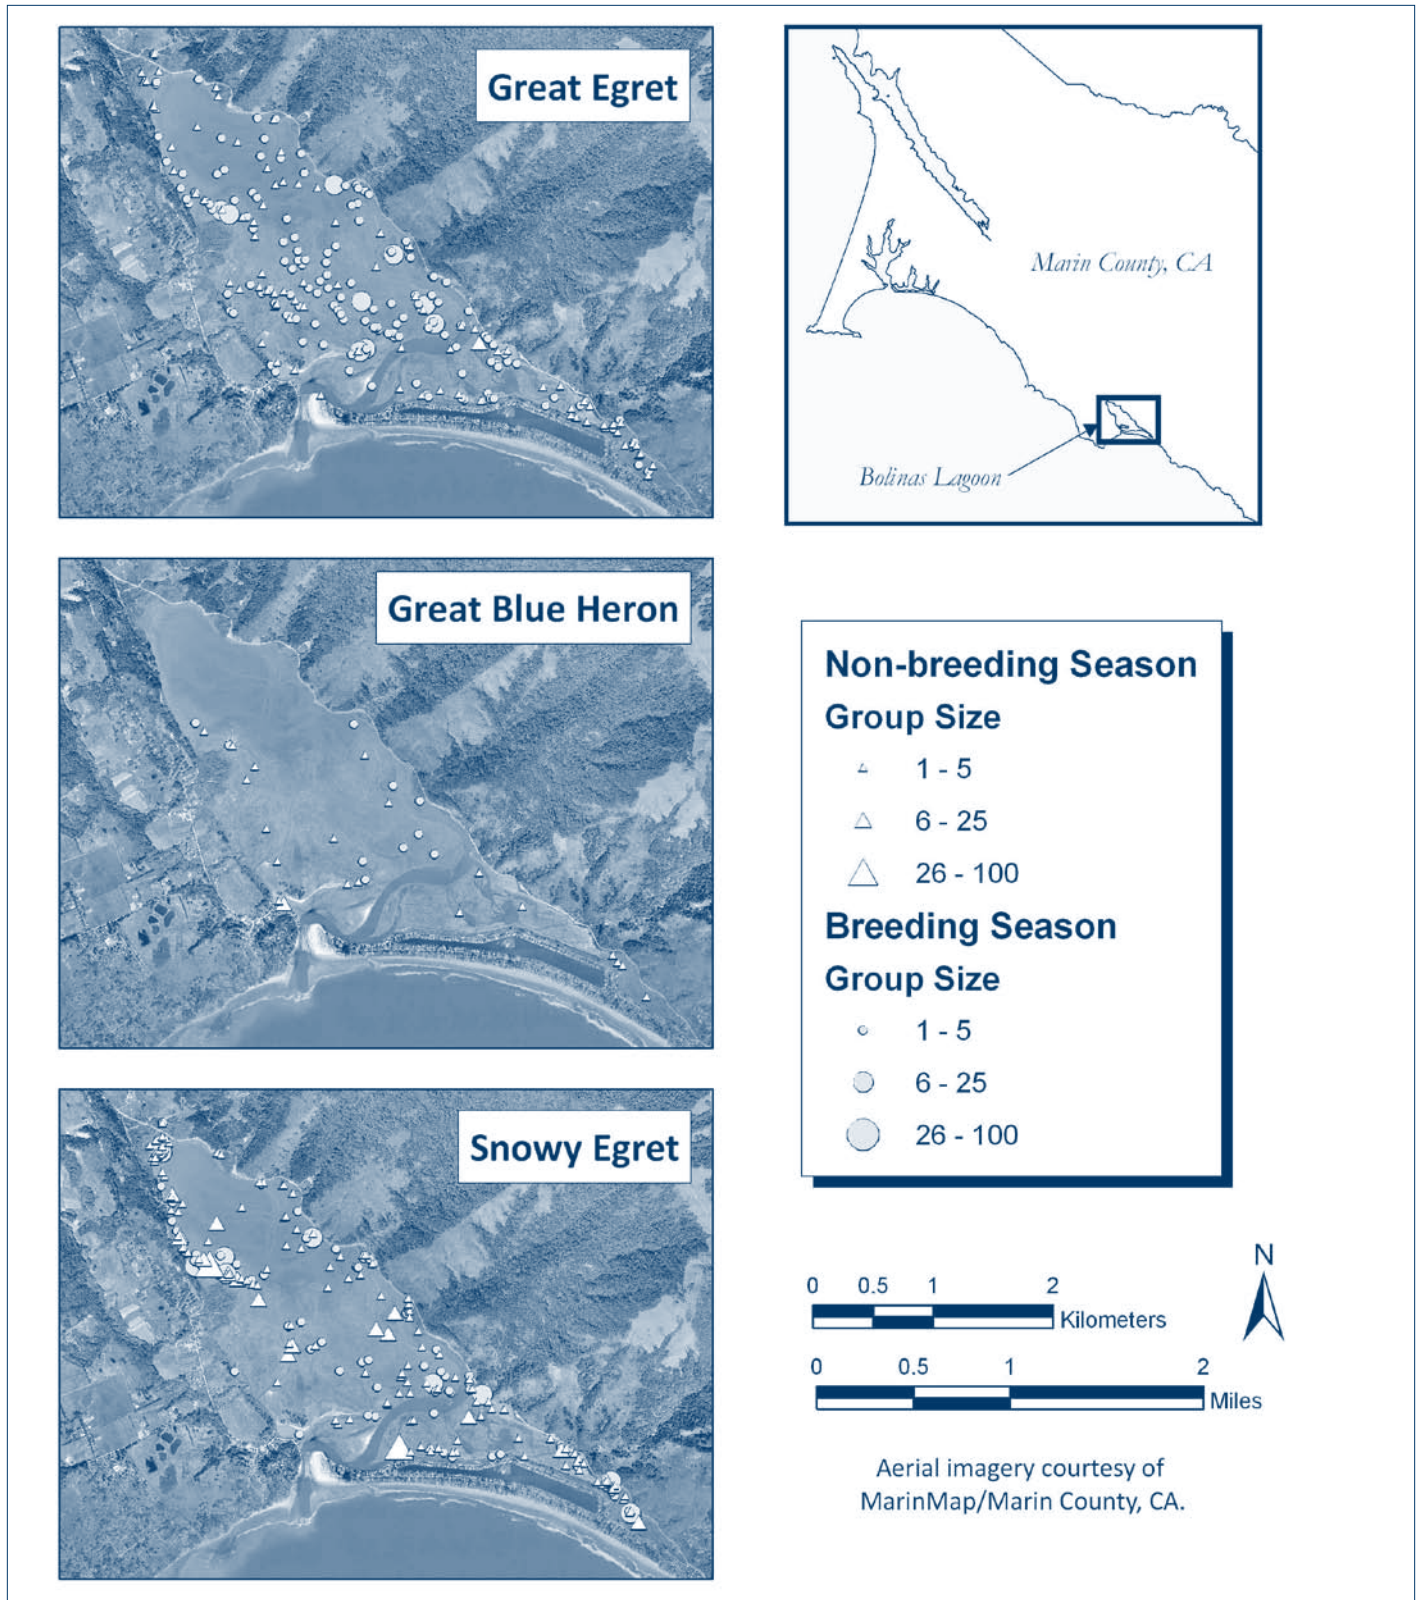 Great Egret
Marin County, CA
Bolinas Lagoon
Great Blue Heron
Non-breeding Season
Group Size
1 - 5
6 - 25
26 - 100
Breeding Season
Group Size
1 - 5
6 - 25
26 - 100
Snowy Egret
N
0 0.5 1 2
Kilometers
0 0.5 1 2
Miles
Aerial imagery courtesy of
MarinMap/Marin County, CA.